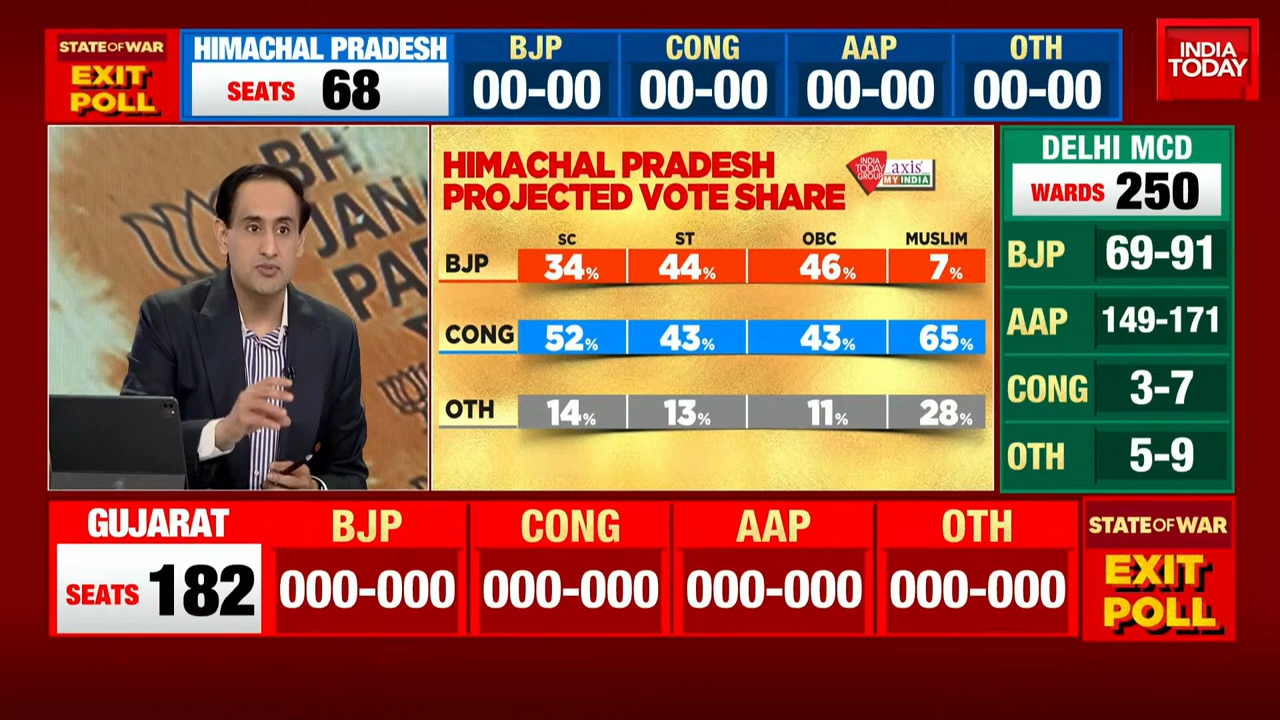 STATE OF WAR
EXIT
POLL
HIMACHAL PRADESH
SEATS 68
BJP CONG AAP OTH
00-00 00-00 00-00 00-00
INDIA
TODAY
BH
JAN
PA
HIMACHAL PRADESH
PROJECTED VOTE SHARE
INDIA
TODAY
GROUP
axis
MY INDIA
SC ST OBC MUSLIM
BJP 34% 44% 46% 7%
CONG 52% 43% 43% 65%
OTH 14% 13% 11% 28%
DELHI MCD
WARDS 250
BJP 69-91
AAP 149-171
CONG 3-7
OTH 5-9
GUJARAT
SEATS 182
BJP CONG AAP OTH
000-000 000-000 000-000 000-000
STATE OF WAR
EXIT
POLL